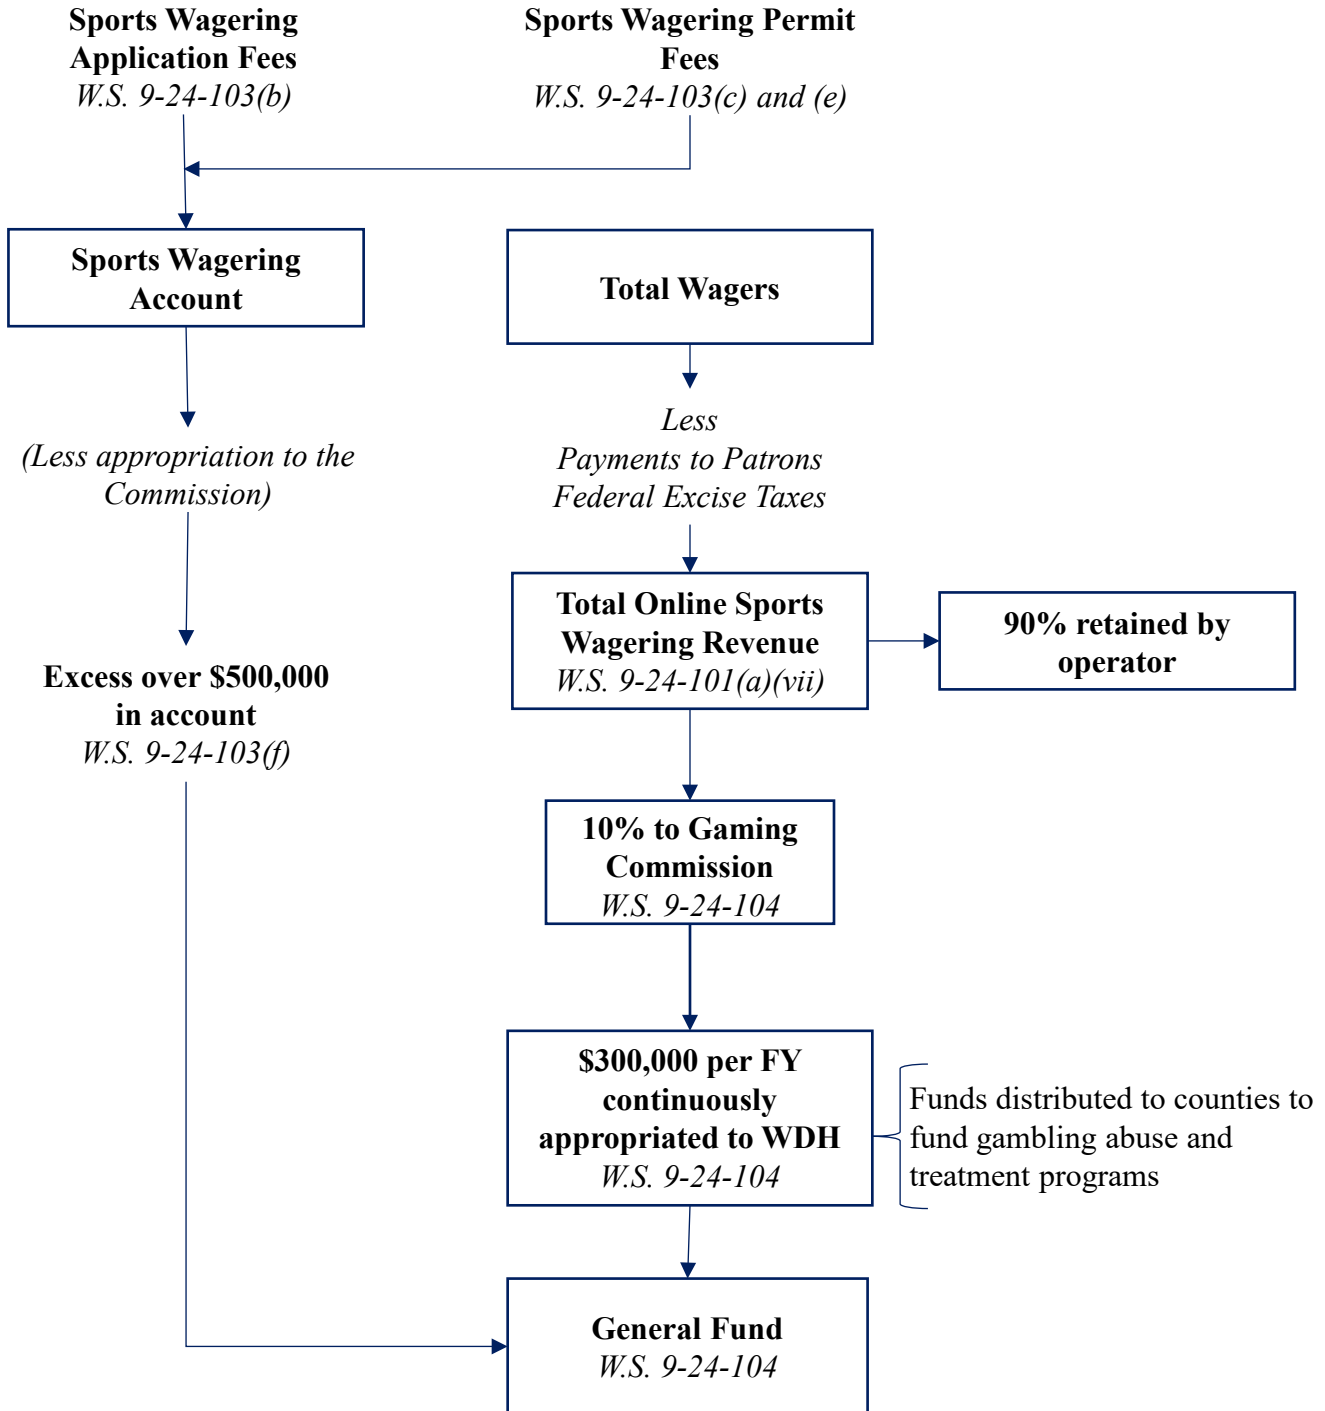 Sports Wagering
Application Fees
W.S. 9-24-103(b)
Sports Wagering Permit
Fees
W.S. 9-24-103(c) and (e)
Sports Wagering
Account
Total Wagers
(Less appropriation to the
Commission)
Less
Payments to Patrons
Federal Excise Taxes
Total Online Sports
Wagering Revenue
W.S. 9-24-101(a)(vii)
90% retained by
operator
Excess over $500,000
in account
W.S. 9-24-103(f)
10% to Gaming
Commission
W.S. 9-24-104
$300,000 per FY
continuously
appropriated to WDH
W.S. 9-24-104
Funds distributed to counties to
fund gambling abuse and
treatment programs
General Fund
W.S. 9-24-104